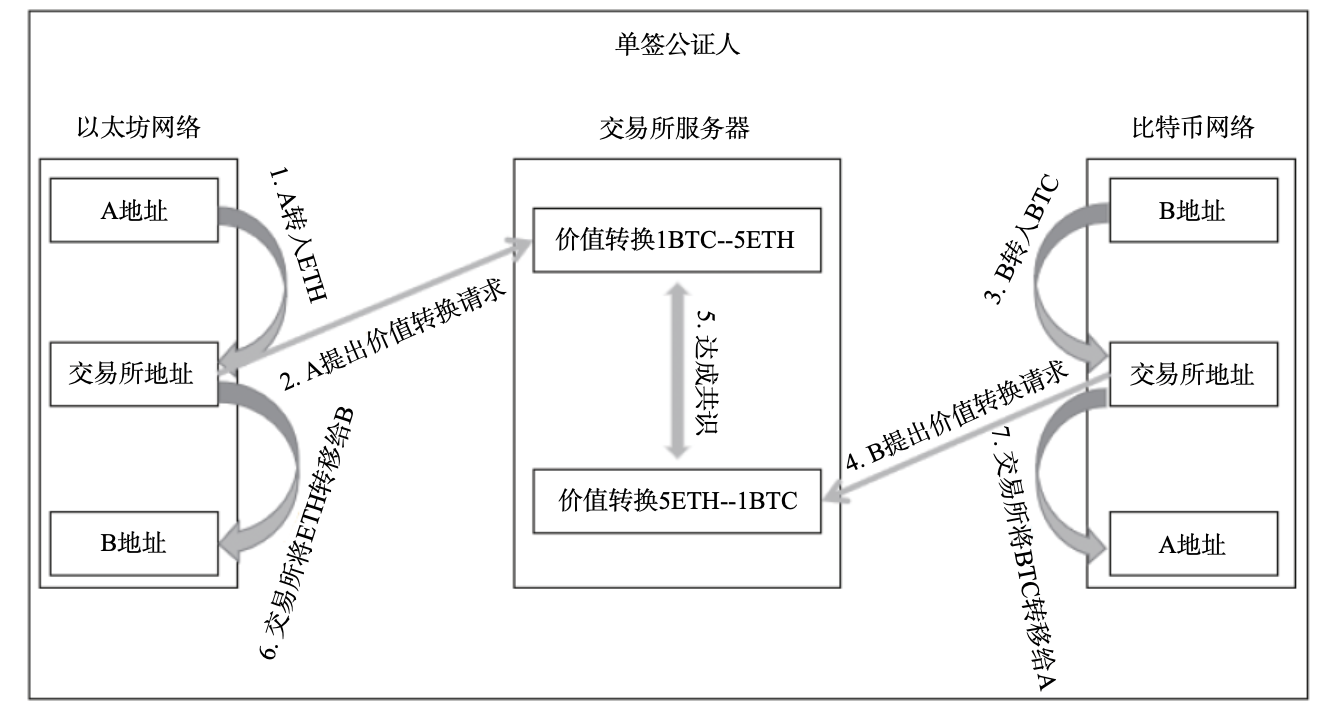 单签公证人
以太坊网络
交易所服务器
比特币网络
A地址
1. A转入ETH
价值转换1BTC--5ETH
3. B转入BTC
B地址
交易所地址
2. A提出价值转换请求
5. 达成共识
4. B提出价值转换请求
交易所地址
B地址
6. 交易所将ETH转移给B
价值转换5ETH--1BTC
7. 交易所将BTC转移给A
A地址